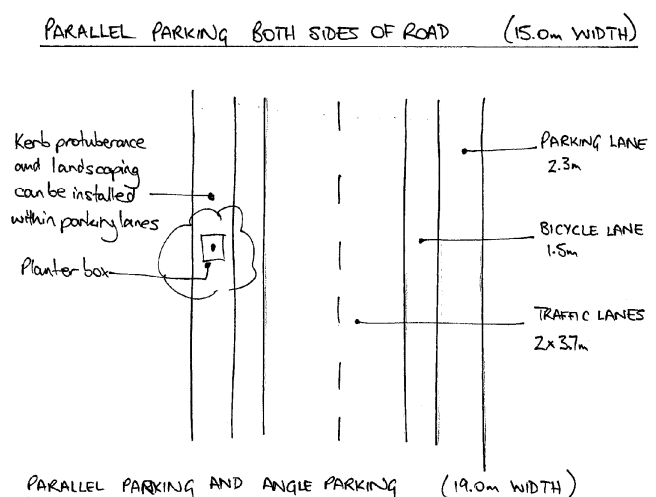 PARALLEL PARKING BOTH SIDES OF ROAD (15.0m WIDTH)
Kerb protuberance
and landscaping
can be installed
within parking lanes
Planter box
PARKING LANE
2.3m
BICYCLE LANE
1.5m
TRAFFIC LANES
2 x 3.7m
PARALLEL PARKING AND ANGLE PARKING (19.0m WIDTH)